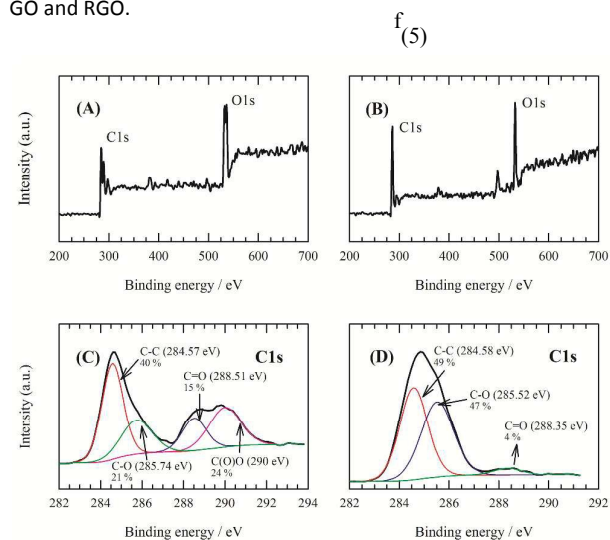 GO and RGO.
f
(5)
(A)
O1s
C1s
Intensity (a.u.)
200 300 400 500 600 700
Binding energy / eV
(B)
O1s
C1s
200 300 400 500 600 700
Binding energy / eV
(C)
C1s
C-C (284.57 eV)
40 %
C=O (288.51 eV)
15 %
C-O (285.74 eV)
21 %
C(O)O (290 eV)
24 %
Intersity (a.u.)
282 284 286 288 290 292 294
Binding energy / eV
(D)
C1s
C-C (284.58 eV)
49 %
C-O (285.52 eV)
47 %
C=O (288.35 eV)
4 %
282 284 286 288 290 292
Binding energy / eV